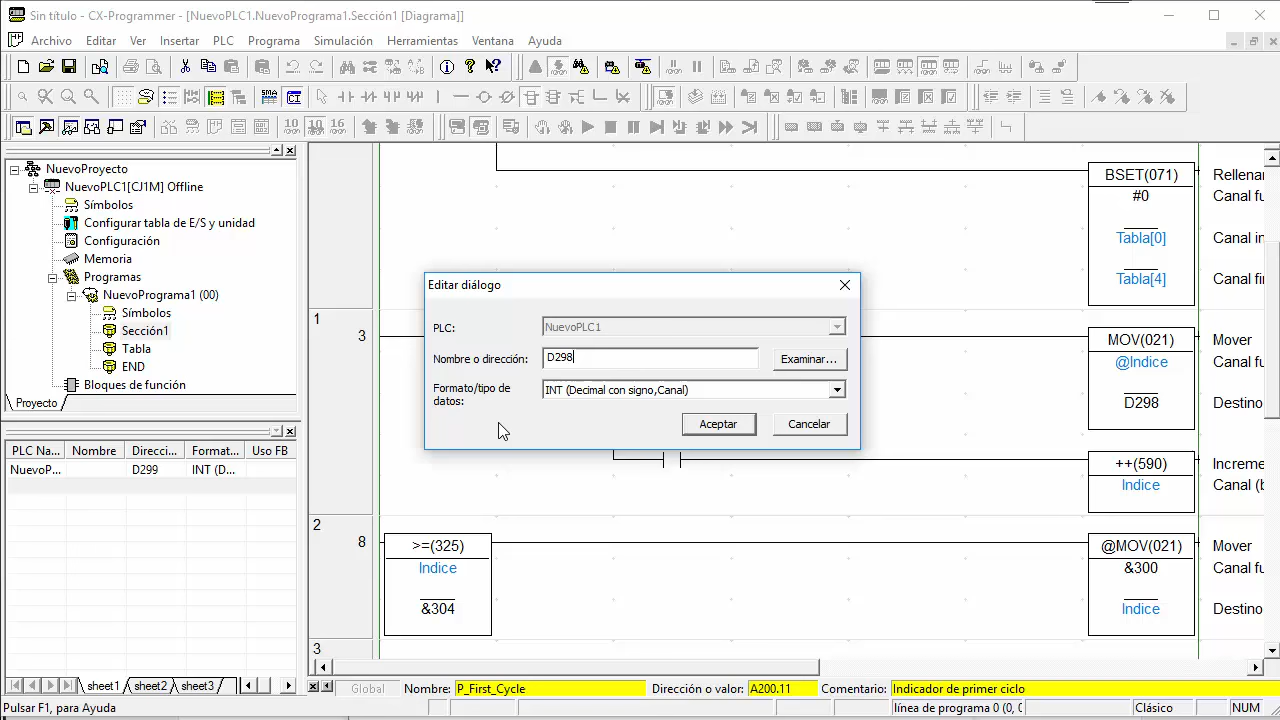 Sin título - CX-Programmer - [NuevoPLC1.NuevoPrograma1.Sección1 [Diagrama]]
Archivo Editar Ver Insertar PLC Programa Simulación Herramientas Ventana Ayuda
10 10 16
NuevoProyecto
NuevoPLC1[CJ1M] Offline
Símbolos
Configurar tabla de E/S y unidad
Configuración
Memoria
Programas
NuevoPrograma1 (00)
Símbolos
Sección1
Tabla
END
Bloques de función
Proyecto
PLC Na... Nombre Direcci... Format... Uso FB
NuevoP... D299 INT (D...
sheet1 sheet2 sheet3
BSET(071) Rellenar
#0 Canal fu
Tabla[0] Canal in
Tabla[4] Canal fi
1
3
MOV(021) Mover
@Indice Canal fu
D298 Destino
++(590) Increme
Indice Canal (b
2
8
>=(325)
Indice
&304
@MOV(021) Mover
&300 Canal fu
Indice Destino
3
Editar diálogo
PLC: NuevoPLC1
Nombre o dirección: D298 Examinar...
Formato/tipo de datos: INT (Decimal con signo,Canal)
Aceptar Cancelar
Global Nombre: P_First_Cycle Dirección o valor: A200.11 Comentario: Indicador de primer ciclo
Pulsar F1, para Ayuda línea de programa 0 (0, Clásico NUM